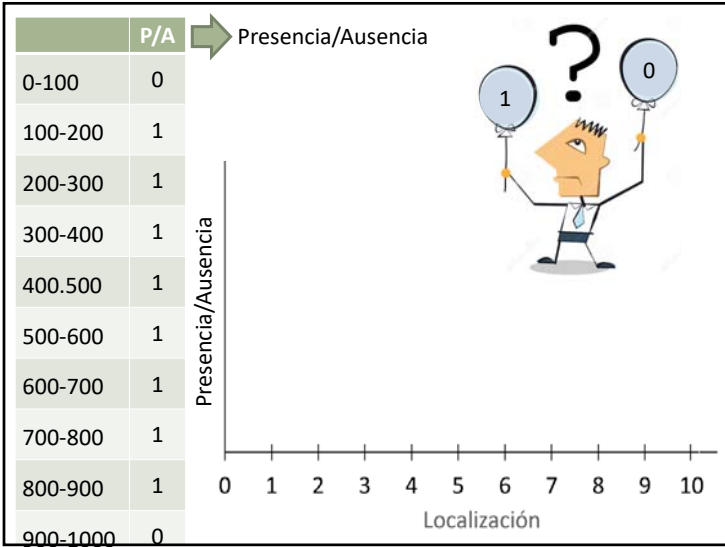 P/A
Presencia/Ausencia
0-100 0
100-200 1
200-300 1
300-400 1
400.500 1
500-600 1
600-700 1
700-800 1
800-900 1
900-1000 0
?
1
0
Presencia/Ausencia
0 1 2 3 4 5 6 7 8 9 10
Localización